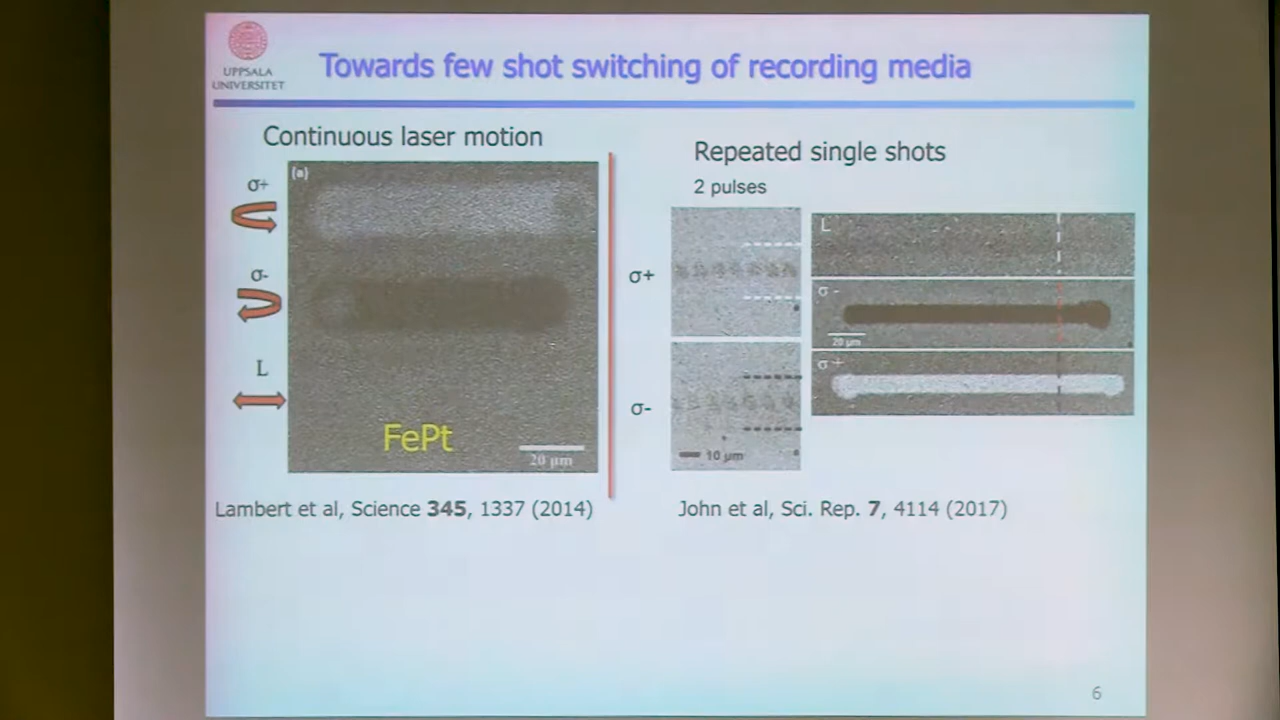 UPPSALA
UNIVERSITET
Towards few shot switching of recording media
Continuous laser motion
(a)
σ+
σ-
L
FePt
20 μm
Lambert et al, Science 345, 1337 (2014)
Repeated single shots
2 pulses
σ+
σ-
10 μm
L
σ -
20 μm
σ +
John et al, Sci. Rep. 7, 4114 (2017)
6